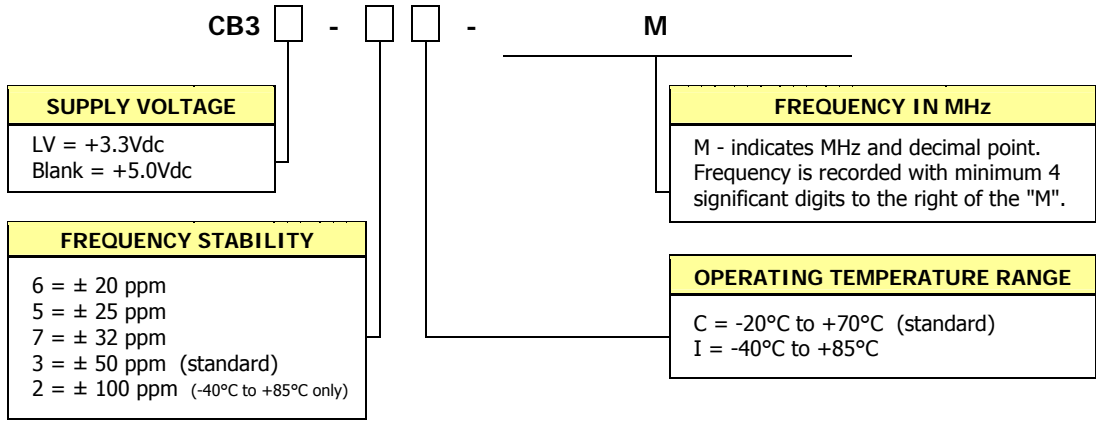 CB3 - - M
SUPPLY VOLTAGE
LV = +3.3Vdc
Blank = +5.0Vdc
FREQUENCY IN MHz
M - indicates MHz and decimal point.
Frequency is recorded with minimum 4
significant digits to the right of the "M".
FREQUENCY STABILITY
6 = ± 20 ppm
5 = ± 25 ppm
7 = ± 32 ppm
3 = ± 50 ppm (standard)
2 = ± 100 ppm (-40°C to +85°C only)
OPERATING TEMPERATURE RANGE
C = -20°C to +70°C (standard)
I = -40°C to +85°C